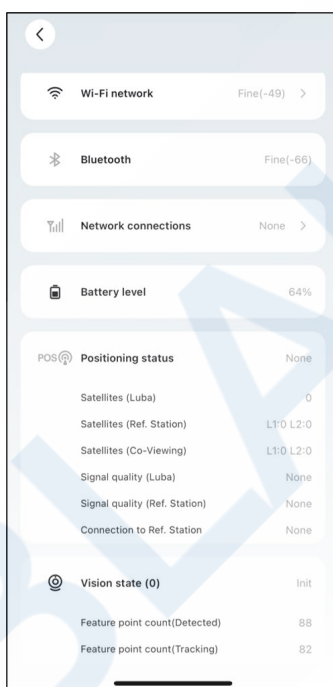 Wi-Fi network Fine(-49)
Bluetooth Fine(-66)
Network connections None
Battery level 64%
POS Positioning status None
Satellites (Luba) 0
Satellites (Ref. Station) L1:0 L2:0
Satellites (Co-Viewing) L1:0 L2:0
Signal quality (Luba) None
Signal quality (Ref. Station) None
Connection to Ref. Station None
Vision state (0) Init
Feature point count(Detected) 88
Feature point count(Tracking) 82